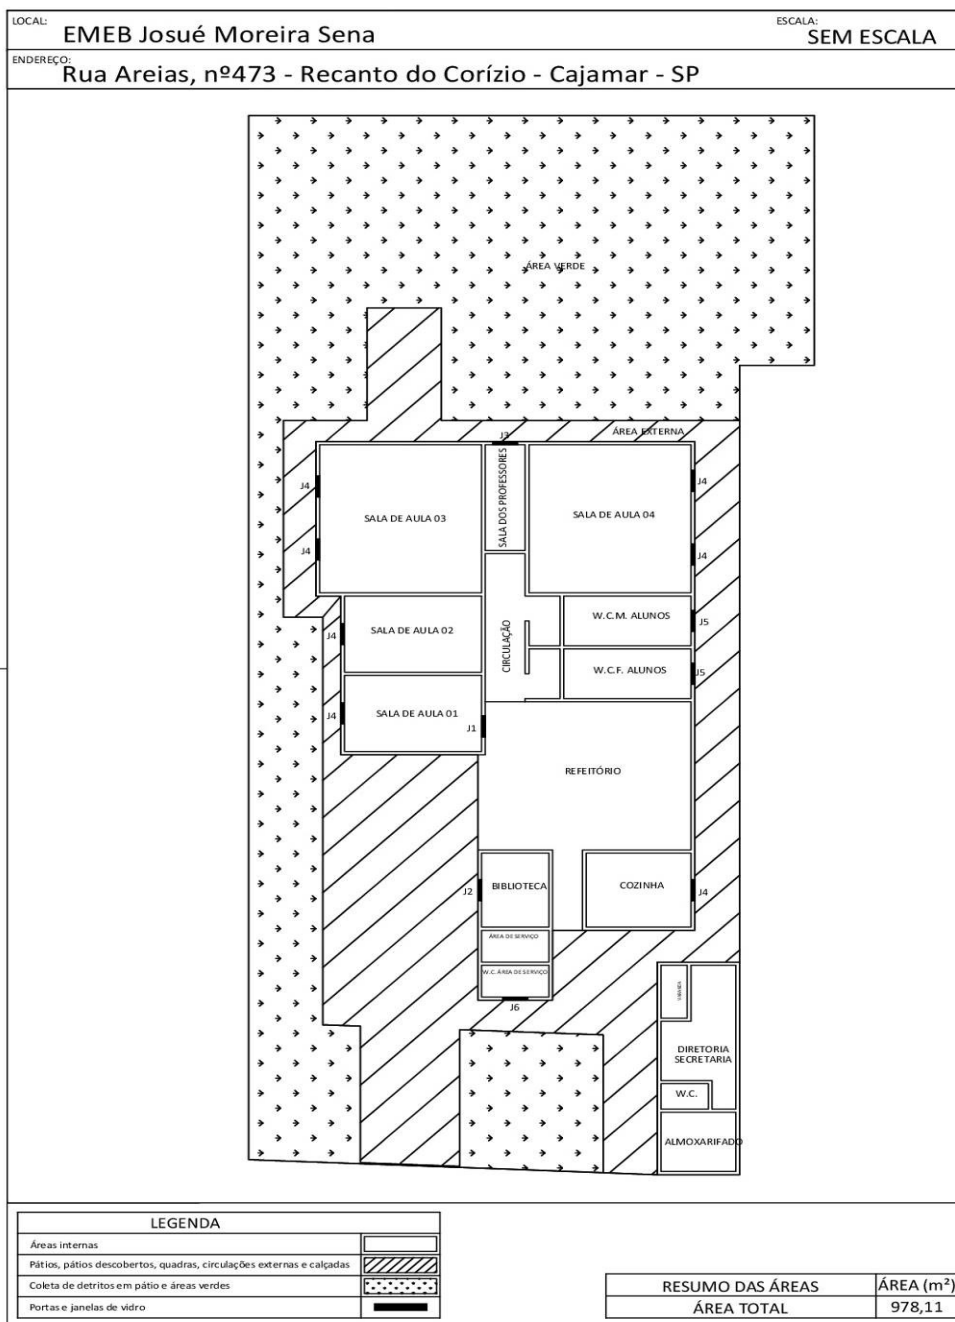 LOCAL:
EMEB Josué Moreira Sena
ESCALA:
SEM ESCALA
ENDEREÇO:
Rua Areias, nº473 - Recanto do Corízio - Cajamar - SP
ÁREA VERDE
ÁREA EXTERNA
J3
J4
SALA DE AULA 03
SALA DOS PROFESSORES
SALA DE AULA 04
J4
J4
J4
SALA DE AULA 02
J4
CIRCULAÇÃO
W.C.M. ALUNOS
J5
W.C.F. ALUNOS
J5
SALA DE AULA 01
J4
J1
REFEITÓRIO
J2
BIBLIOTECA
COZINHA
J4
ÁREA DE SERVIÇO
W.C. ÁREA DE SERVIÇO
J6
DIRETORIA
SECRETARIA
W.C.
ALMOXARIFADO
LEGENDA
Áreas internas
Pátios, pátios descobertos, quadras, circulações externas e calçadas
Coleta de detritos em pátio e áreas verdes
Portas e janelas de vidro
RESUMO DAS ÁREAS
ÁREA (m²)
ÁREA TOTAL
978,11